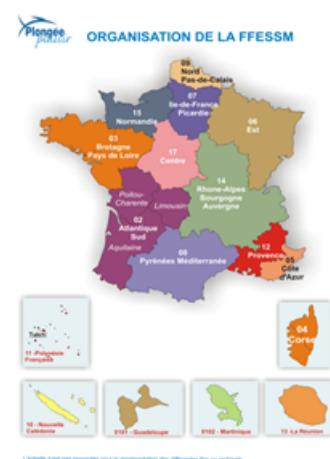 Plongée
plaisir
ORGANISATION DE LA FFESSM
09
Nord
Pas-de-Calais
07
Ile-de-France
Picardie
15
Normandie
06
Est
03
Bretagne
Pays de Loire
17
Centre
14
Rhone-Alpes
Bourgogne
Auvergne
Poitou-
Charente
Limousin
02
Atlantique
Sud
Aquitaine
08
Pyrénées Méditerranée
12
Provence
05
Côte
d'Azur
Tahiti
11 -Polynésie
Française
04
Corse
10 - Nouvelle
Calédonie
0101 - Guadeloupe
0102 - Martinique
13 -La Réunion